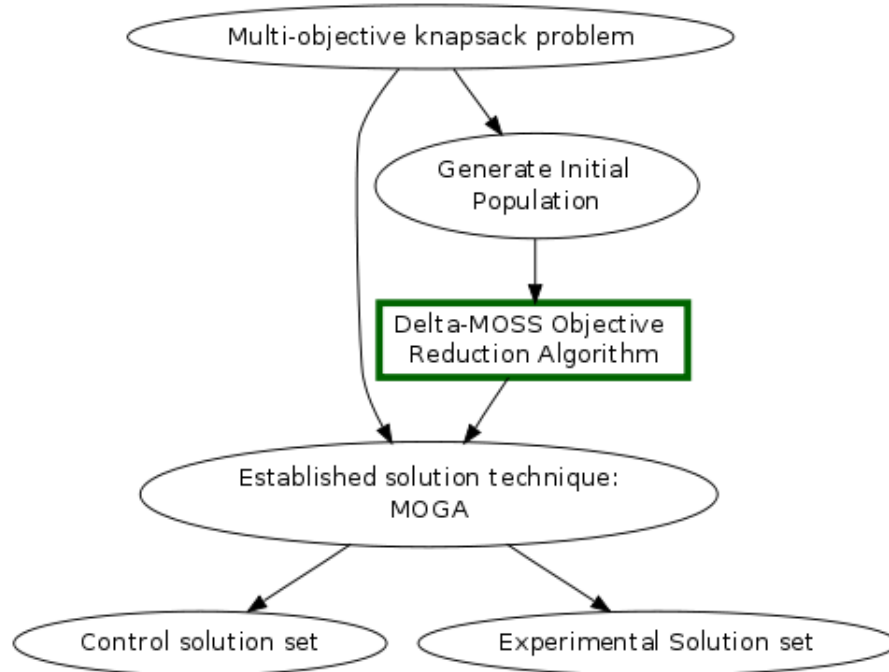 Multi-objective knapsack problem
Generate Initial
Population
Delta-MOSS Objective
Reduction Algorithm
Established solution technique:
MOGA
Control solution set
Experimental Solution set